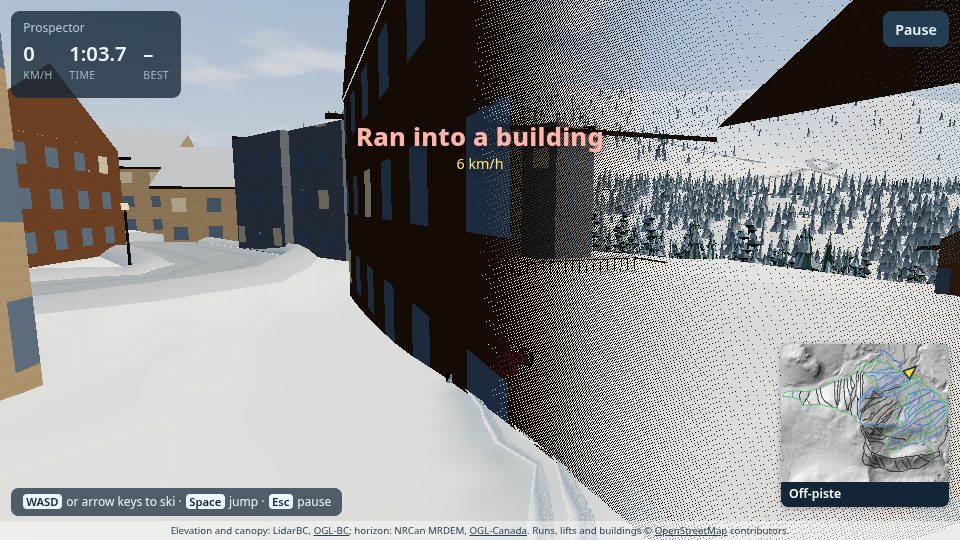 Prospector
0 1:03.7 –
KM/H TIME BEST
Pause
Ran into a building
6 km/h
Off-piste
WASD or arrow keys to ski · Space jump · Esc pause
Elevation and canopy: LidarBC, OGL-BC; horizon: NRCan MRDEM, OGL-Canada. Runs, lifts and buildings © OpenStreetMap contributors.